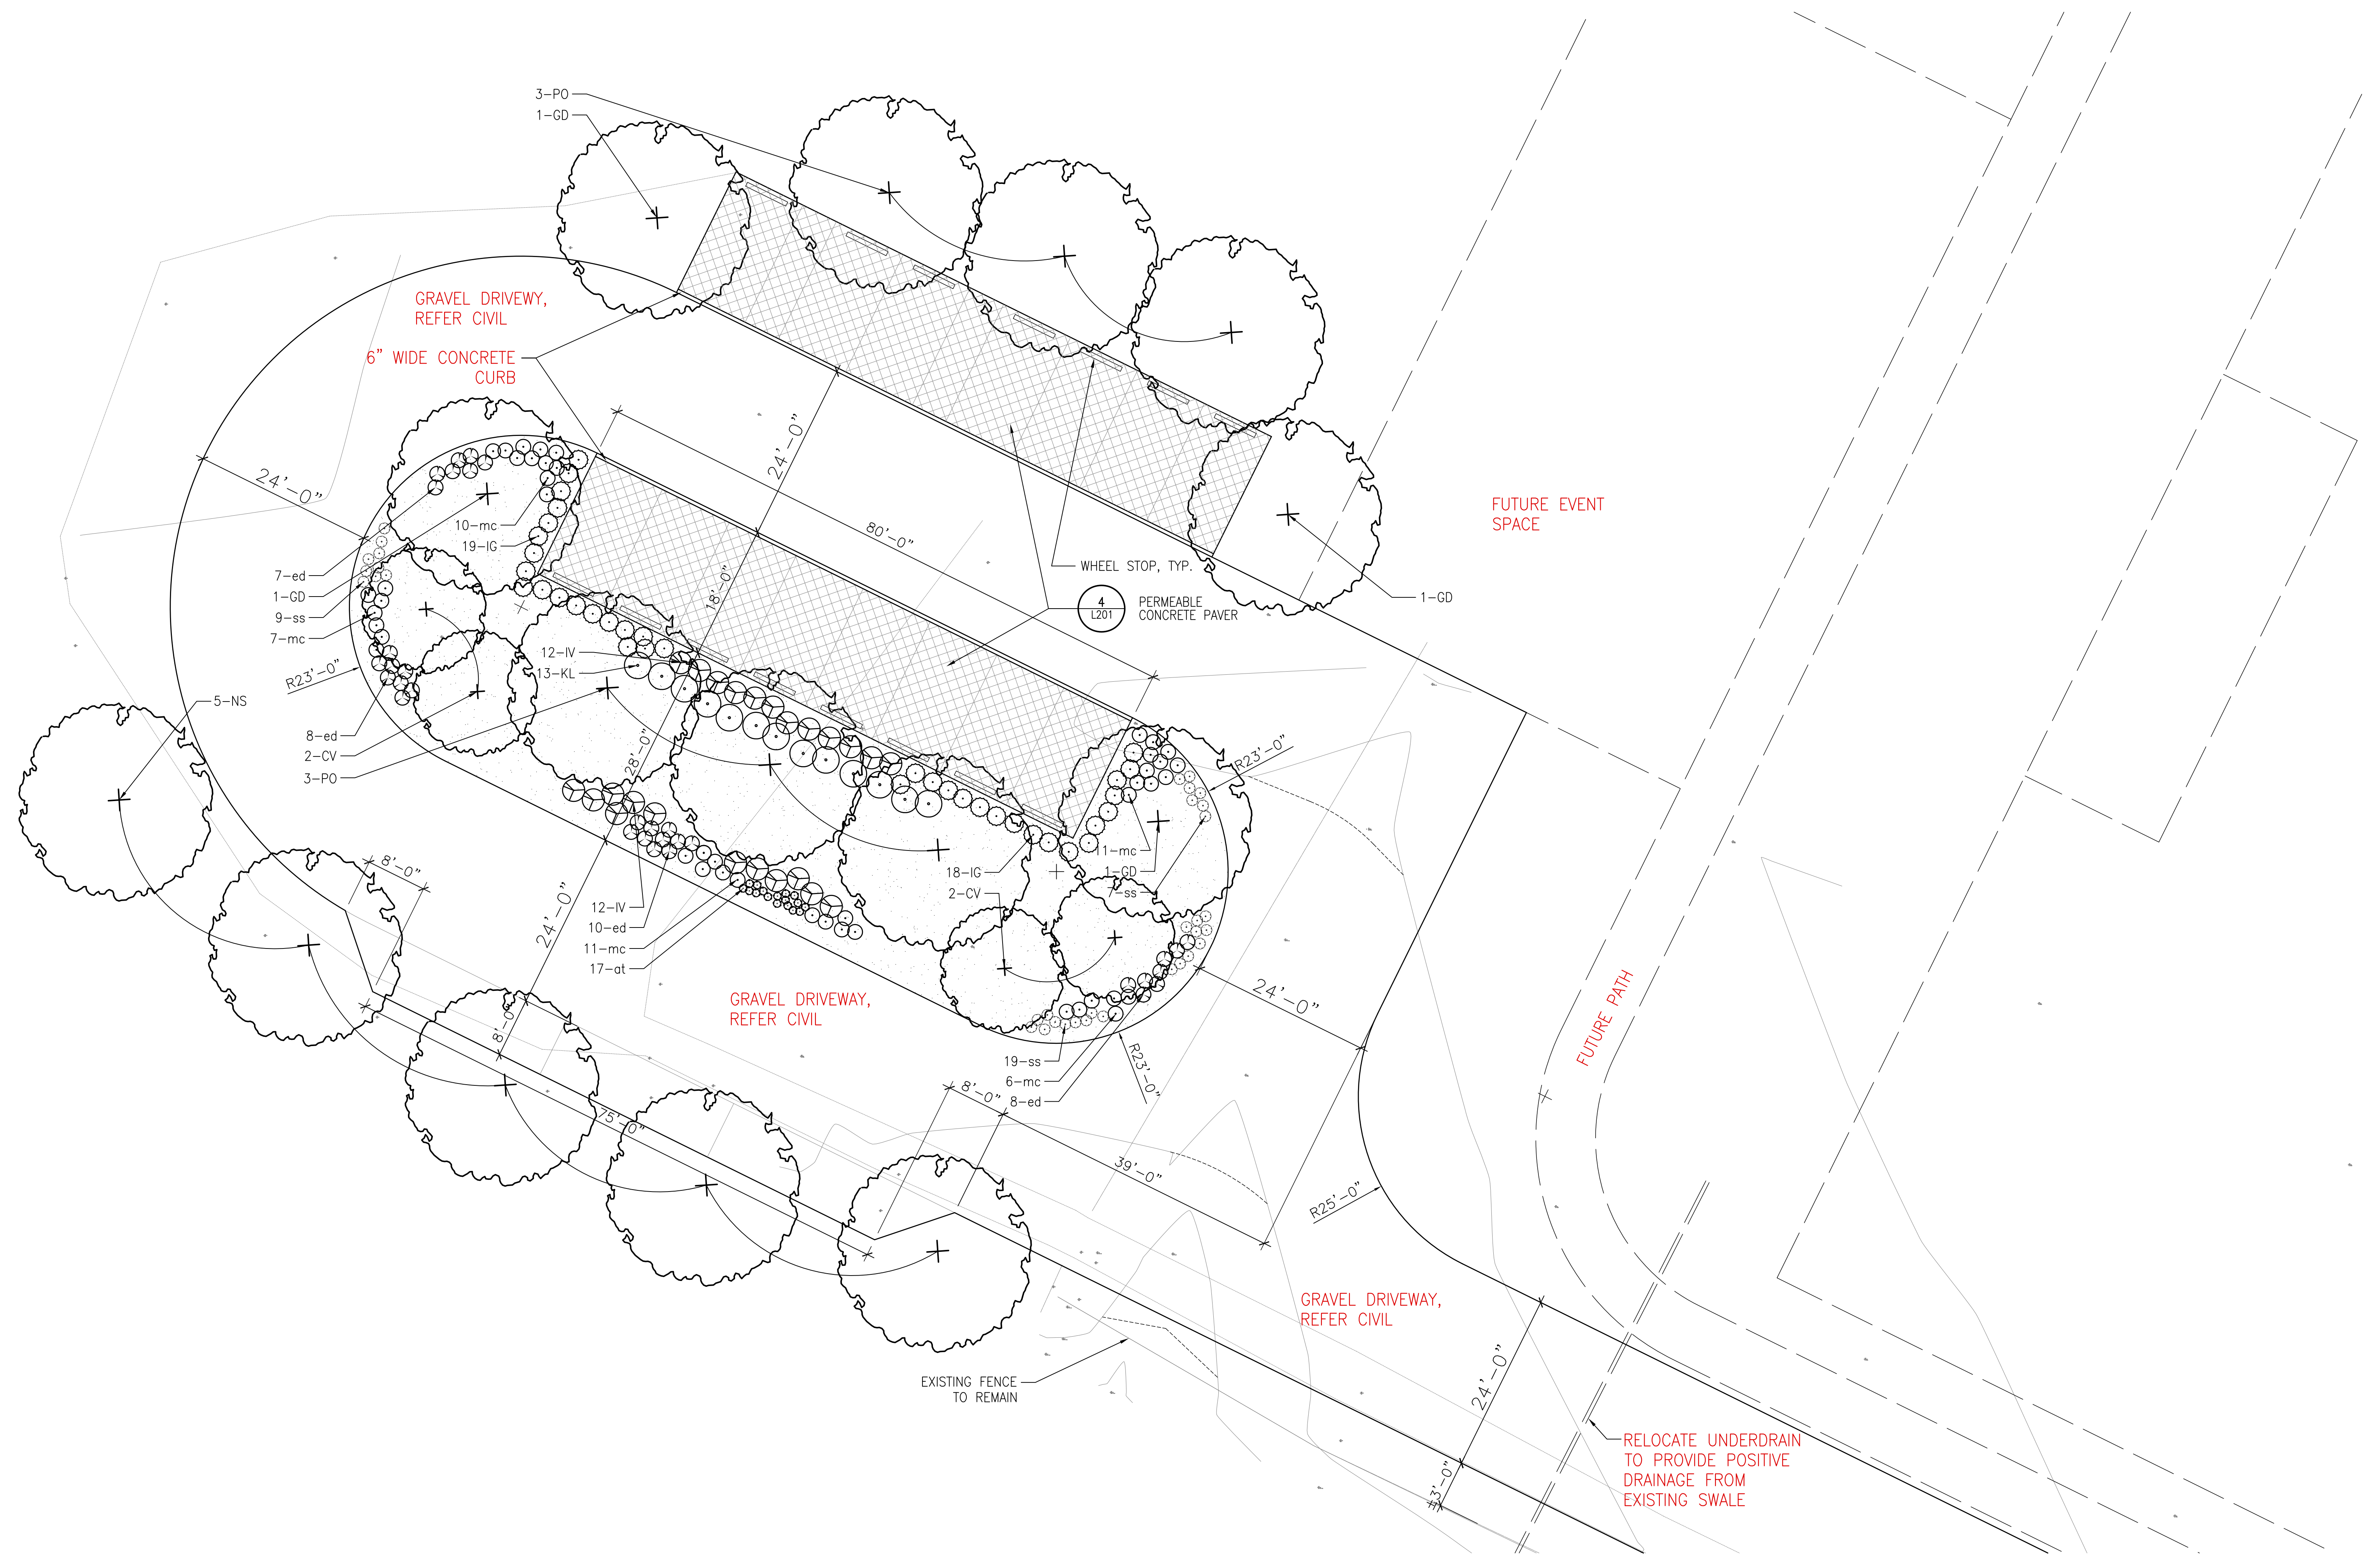 3-PO
1-GD
GRAVEL DRIVEWY,
REFER CIVIL
6" WIDE CONCRETE
CURB
24'-0"
24'-0"
80'-0"
18'-0"
10-mc
19-IG
7-ed
1-GD
9-ss
7-mc
R23'-0"
8-ed
2-CV
3-PO
5-NS
12-IV
13-KL
28'-0"
WHEEL STOP, TYP.
4
L201
PERMEABLE
CONCRETE PAVER
1-GD
FUTURE EVENT
SPACE
R23'-0"
11-mc
1-GD
7-ss
18-IG
2-CV
8'-0"
24'-0"
12-IV
10-ed
11-mc
17-at
GRAVEL DRIVEWAY,
REFER CIVIL
24'-0"
8'-0"
75'-0"
19-ss
6-mc
8-ed
R23'-0"
8'-0"
39'-0"
R25'-0"
FUTURE PATH
GRAVEL DRIVEWAY,
REFER CIVIL
EXISTING FENCE
TO REMAIN
24'-0"
3'-0"
RELOCATE UNDERDRAIN
TO PROVIDE POSITIVE
DRAINAGE FROM
EXISTING SWALE